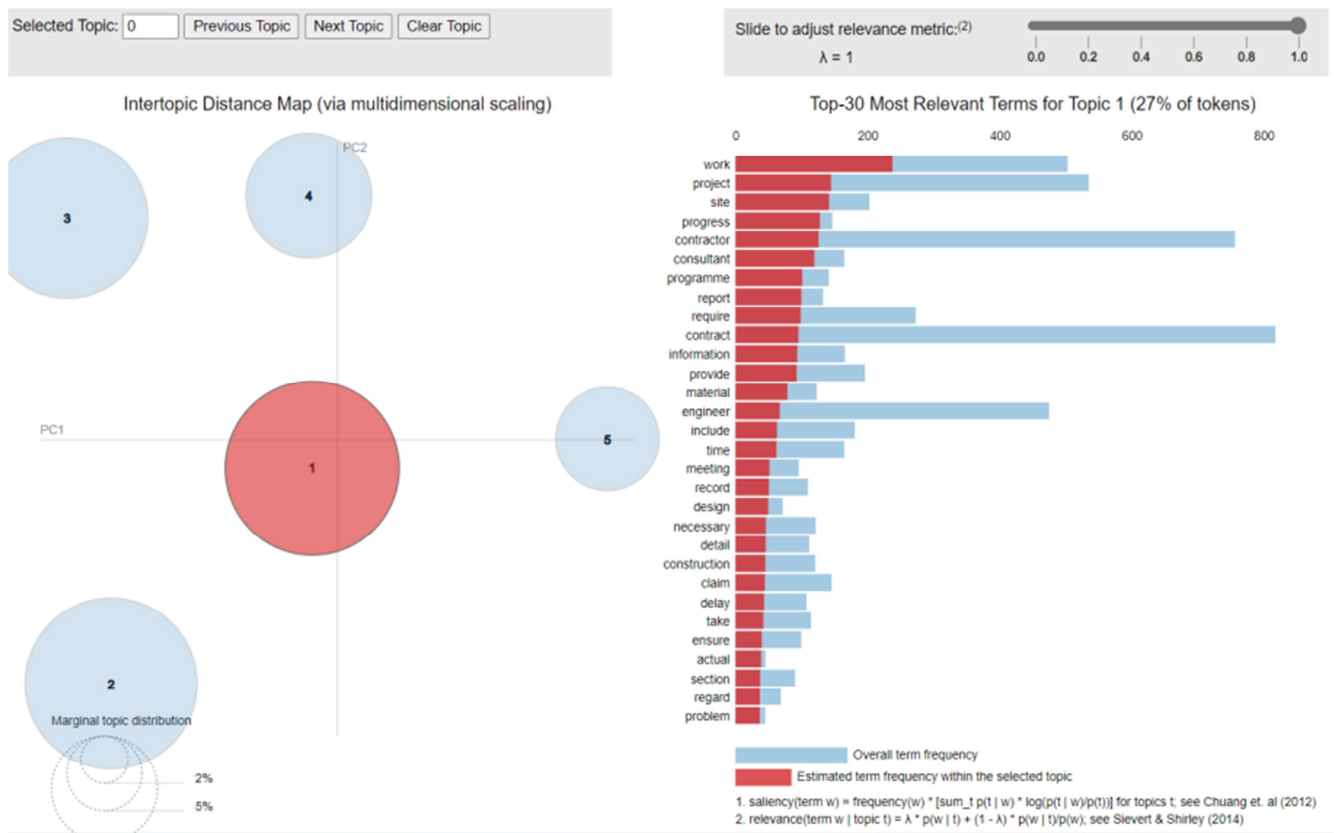 Selected Topic: 0 Previous Topic Next Topic Clear Topic
Slide to adjust relevance metric:(2)
λ = 1
0.0 0.2 0.4 0.6 0.8 1.0
Intertopic Distance Map (via multidimensional scaling)
PC2
PC1
3
4
1
5
2
Marginal topic distribution
2%
5%
Top-30 Most Relevant Terms for Topic 1 (27% of tokens)
0 200 400 600 800
work
project
site
progress
contractor
consultant
programme
report
require
contract
information
provide
material
engineer
include
time
meeting
record
design
necessary
detail
construction
claim
delay
take
ensure
actual
section
regard
problem
Overall term frequency
Estimated term frequency within the selected topic
1. saliency(term w) = frequency(w) * [sum_t p(t | w) * log(p(t | w)/p(t))] for topics t; see Chuang et. al (2012)
2. relevance(term w | topic t) = λ * p(w | t) + (1 - λ) * p(w | t)/p(w); see Sievert & Shirley (2014)